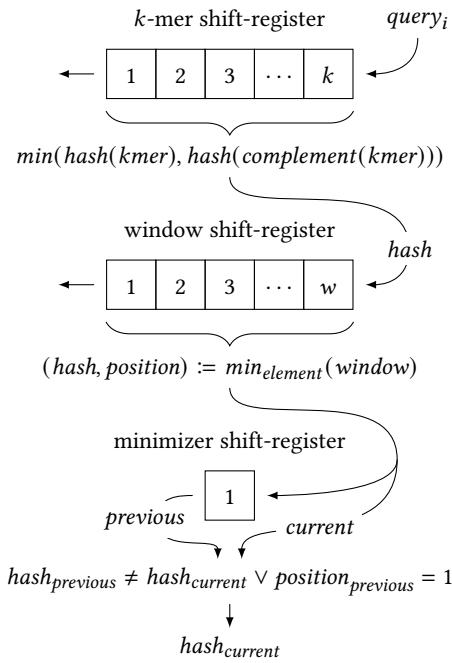 k-mer shift-register
query_i
1 2 3 ··· k
min(hash(kmer), hash(complement(kmer)))
window shift-register
hash
1 2 3 ··· w
(hash, position) := min_element(window)
minimizer shift-register
1
previous
current
hash_previous ≠ hash_current ∨ position_previous = 1
hash_current